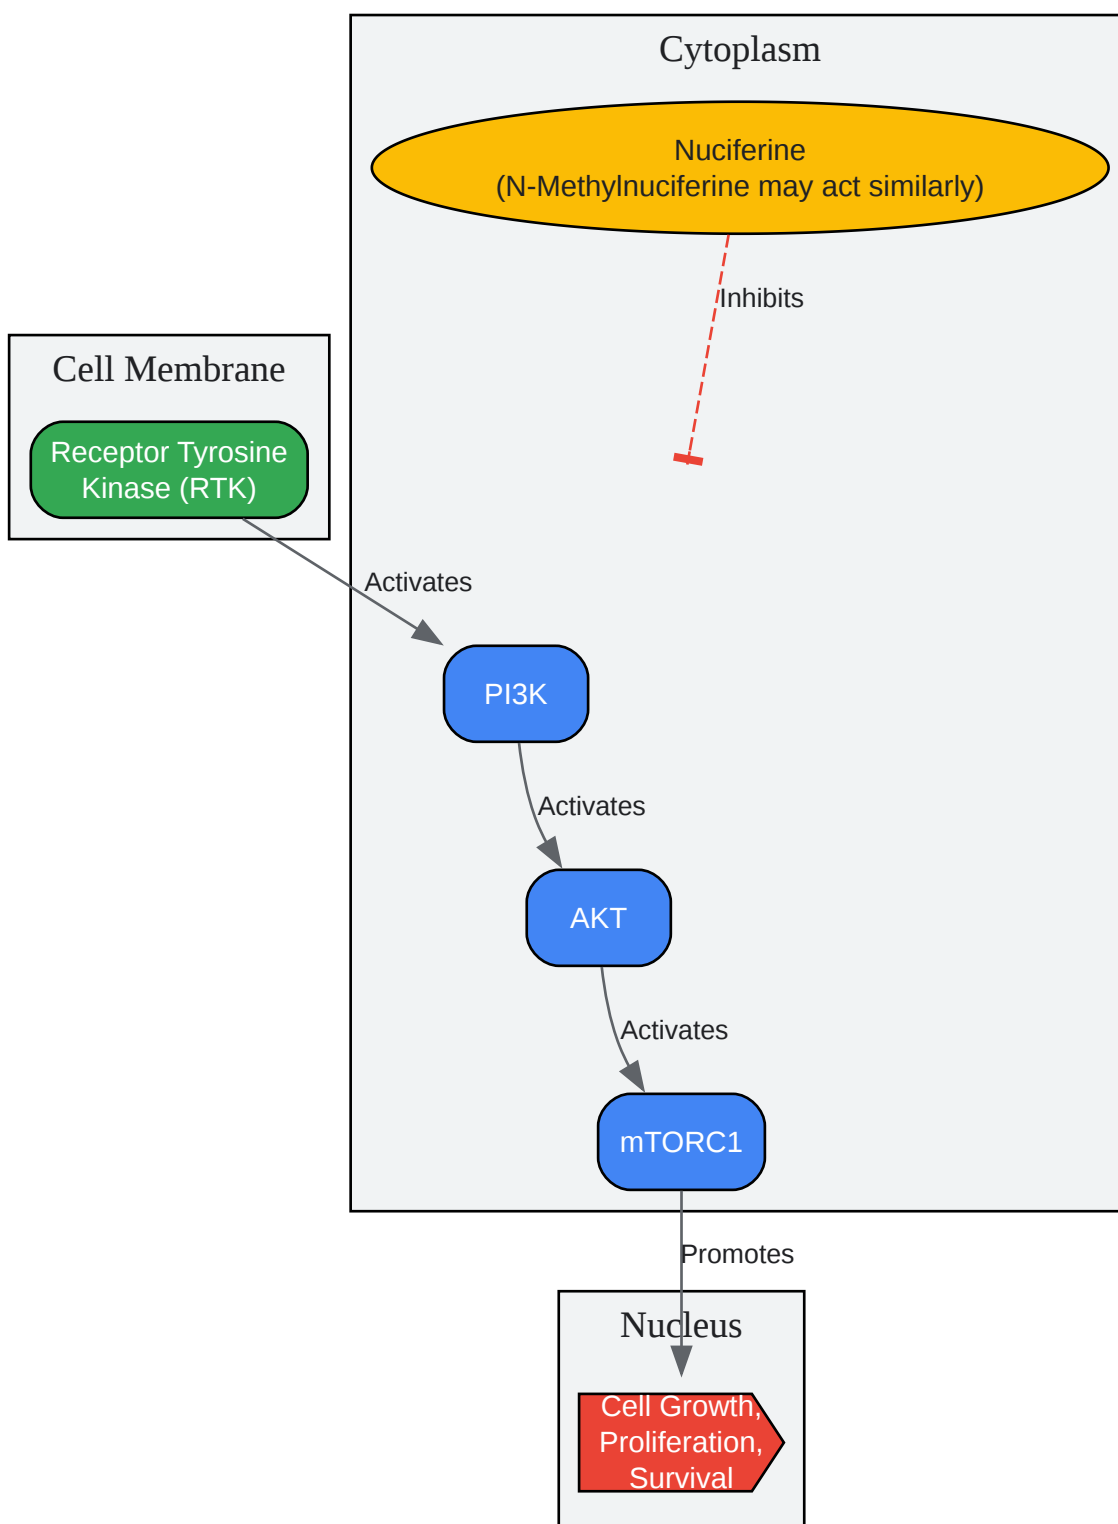 Cytoplasm
Nuciferine
(N-Methylnuciferine may act similarly)
Inhibits
Cell Membrane
Receptor Tyrosine
Kinase (RTK)
Activates
PI3K
Activates
AKT
Activates
mTORC1
Promotes
Nucleus
Cell Growth,
Proliferation,
Survival